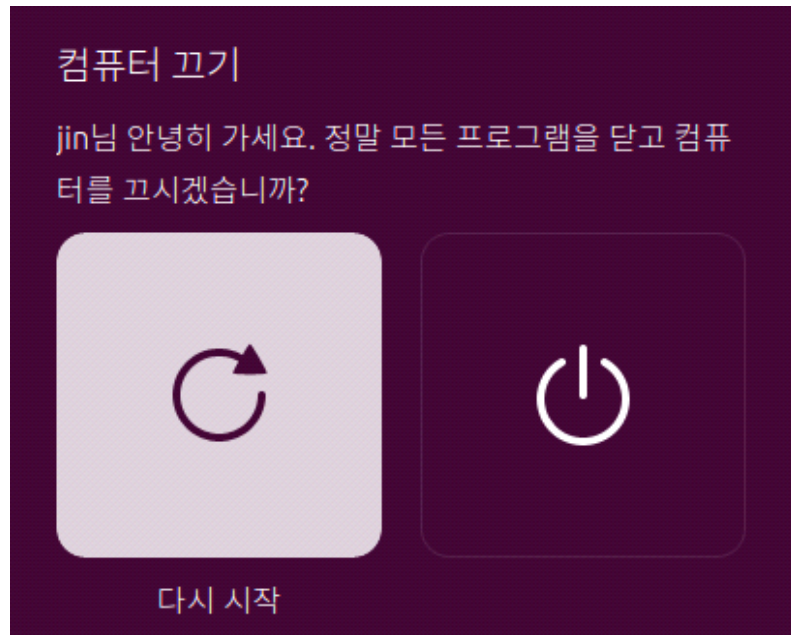 컴퓨터 끄기
jin님 안녕히 가세요. 정말 모든 프로그램을 닫고 컴퓨
터를 끄시겠습니까?
다시 시작